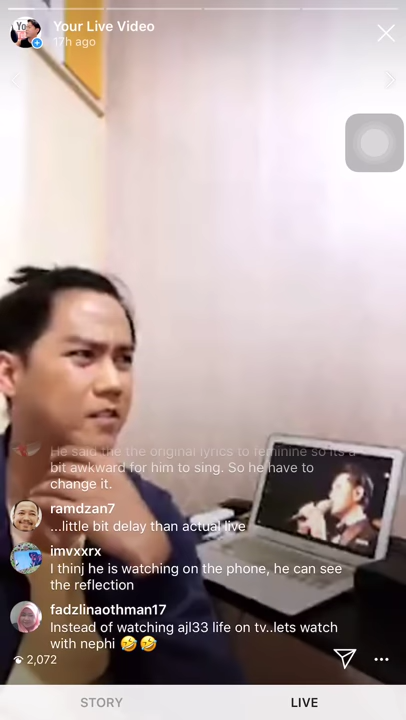 Yo
Your Live Video
17h ago
He said the the original lyrics to feminine so its a
bit awkward for him to sing. So he have to
change it.
ramdzan7
...little bit delay than actual live
imvxxrx
I thinj he is watching on the phone, he can see
the reflection
fadzlinaothman17
Instead of watching ajl33 life on tv..lets watch
with nephi 🤣🤣
2,072
STORY
LIVE